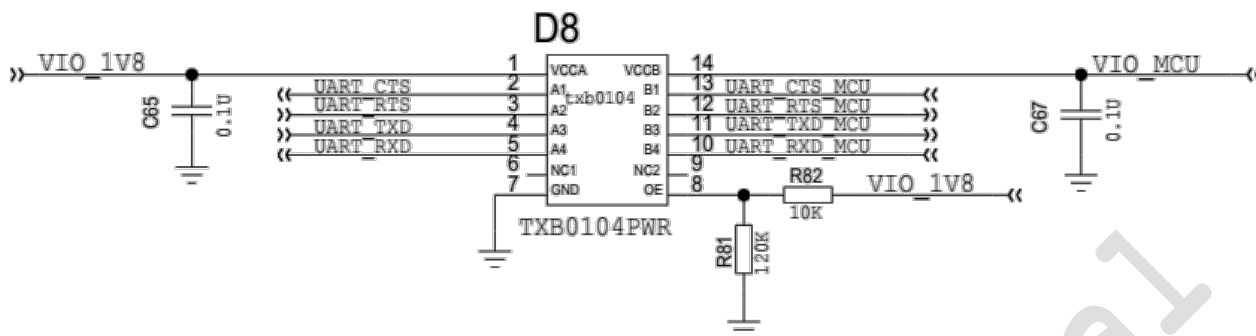 D8
VIO_1V8
VIO_MCU
1 VCCA VCCB 14
UART_CTS 2 A1 txb0104 B1 13 UART_CTS_MCU
UART_RTS 3 A2 B2 12 UART_RTS_MCU
UART_TXD 4 A3 B3 11 UART_TXD_MCU
UART_RXD 5 A4 B4 10 UART_RXD_MCU
6 NC1 NC2 9
7 GND OE 8
C65
0.1U
C67
0.1U
R82
10K
VIO_1V8
TXB0104PWR
R81
120K
al